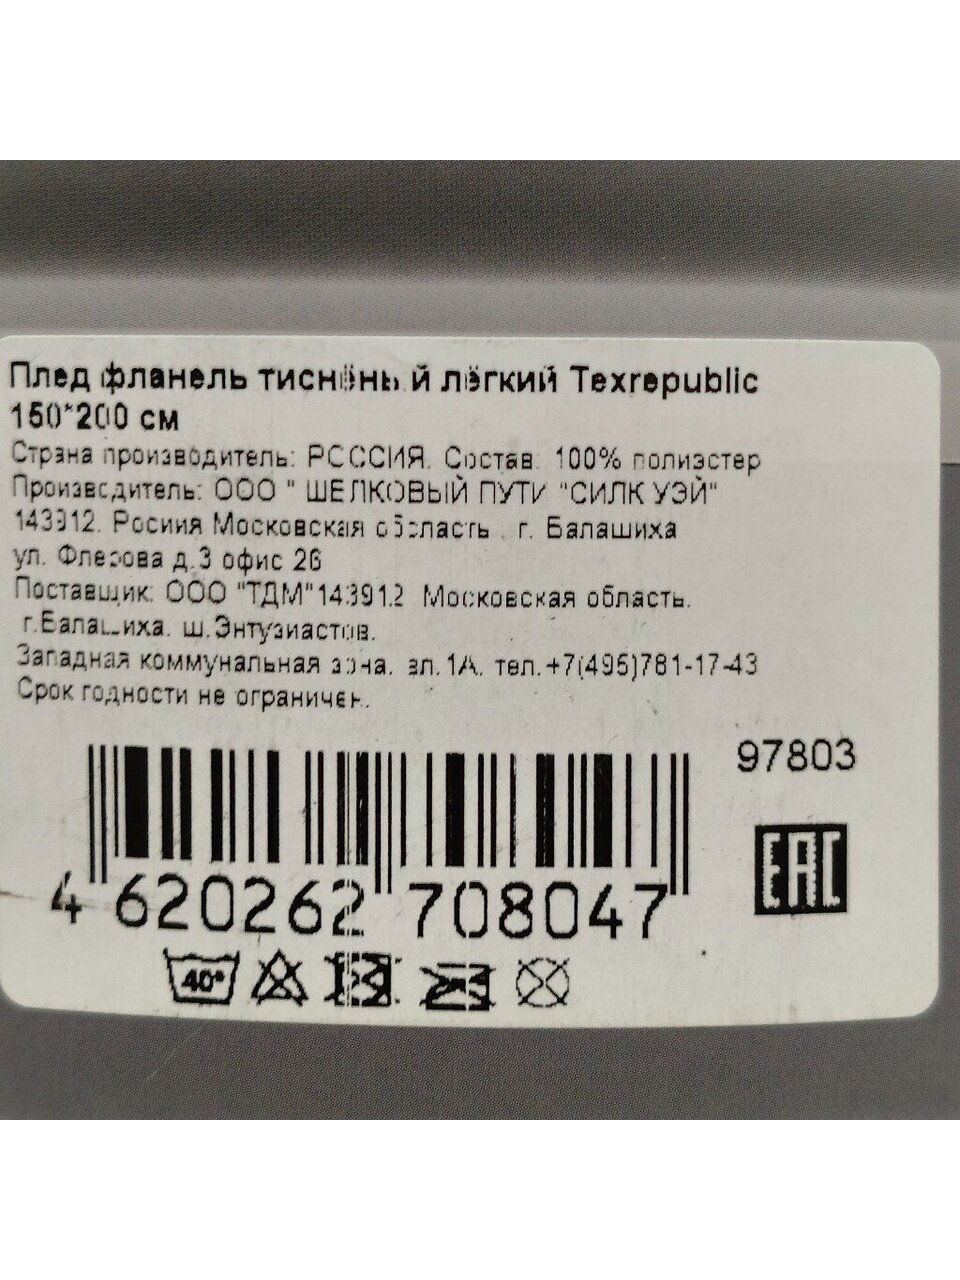 Плед фланель тиснёный лёгкий Texrepublic
150*200 см
Страна производитель: РОССИЯ. Состав: 100% полиэстер
Производитель: ООО " ШЕЛКОВЫЙ ПУТЬ "СИЛК УЭЙ"
143912. Росиия Московская область . г. Балашиха
ул. Флерова д.3 офис 26
Поставщик: ООО "ТДМ"143912 Московская область.
г.Балашиха. ш.Энтузиастов.
Западная коммунальная зона. вл.1А. тел.+7(495)781-17-43
Срок годности не ограничен.
97803
EAC
4 620262 708047
40°